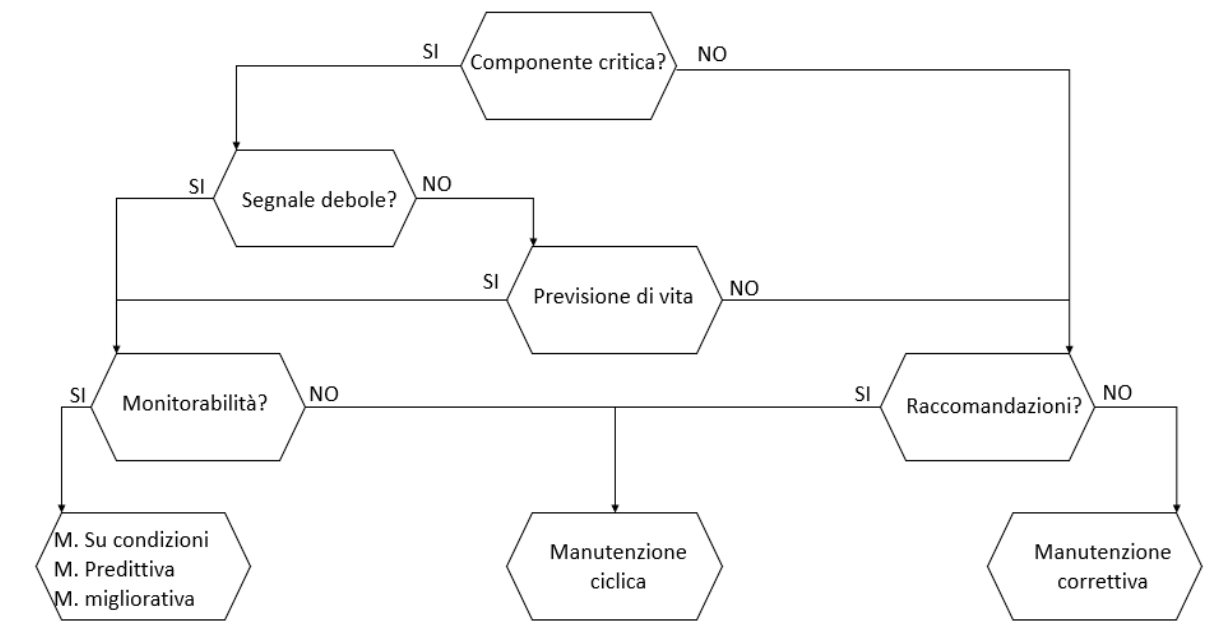 SI
Componente critica?
NO
SI
Segnale debole?
NO
SI
Previsione di vita
NO
SI
Monitorabilità?
NO
SI
Raccomandazioni?
NO
M. Su condizioni
M. Predittiva
M. migliorativa
Manutenzione
ciclica
Manutenzione
correttiva